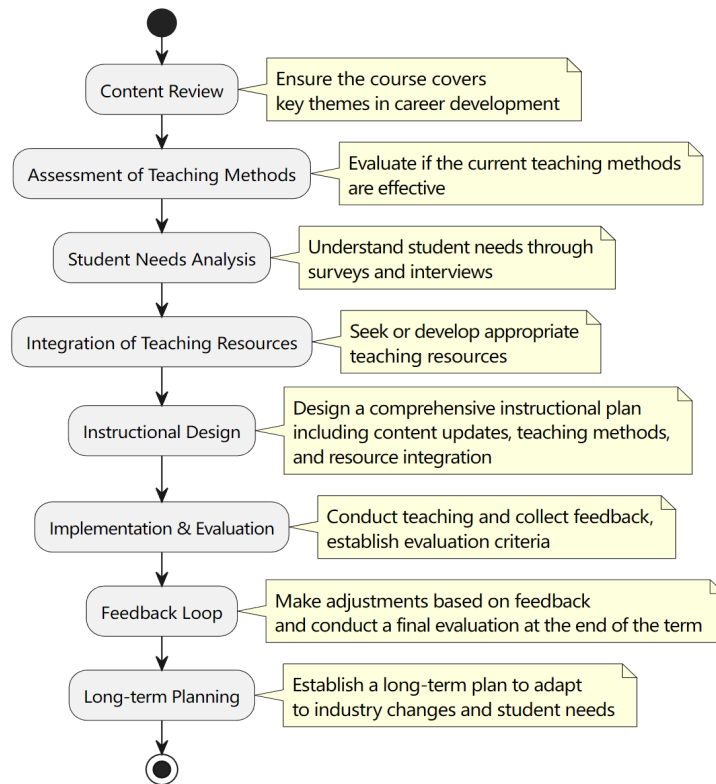 Content Review
Ensure the course covers
key themes in career development
Assessment of Teaching Methods
Evaluate if the current teaching methods
are effective
Student Needs Analysis
Understand student needs through
surveys and interviews
Integration of Teaching Resources
Seek or develop appropriate
teaching resources
Instructional Design
Design a comprehensive instructional plan
including content updates, teaching methods,
and resource integration
Implementation & Evaluation
Conduct teaching and collect feedback,
establish evaluation criteria
Feedback Loop
Make adjustments based on feedback
and conduct a final evaluation at the end of the term
Long-term Planning
Establish a long-term plan to adapt
to industry changes and student needs